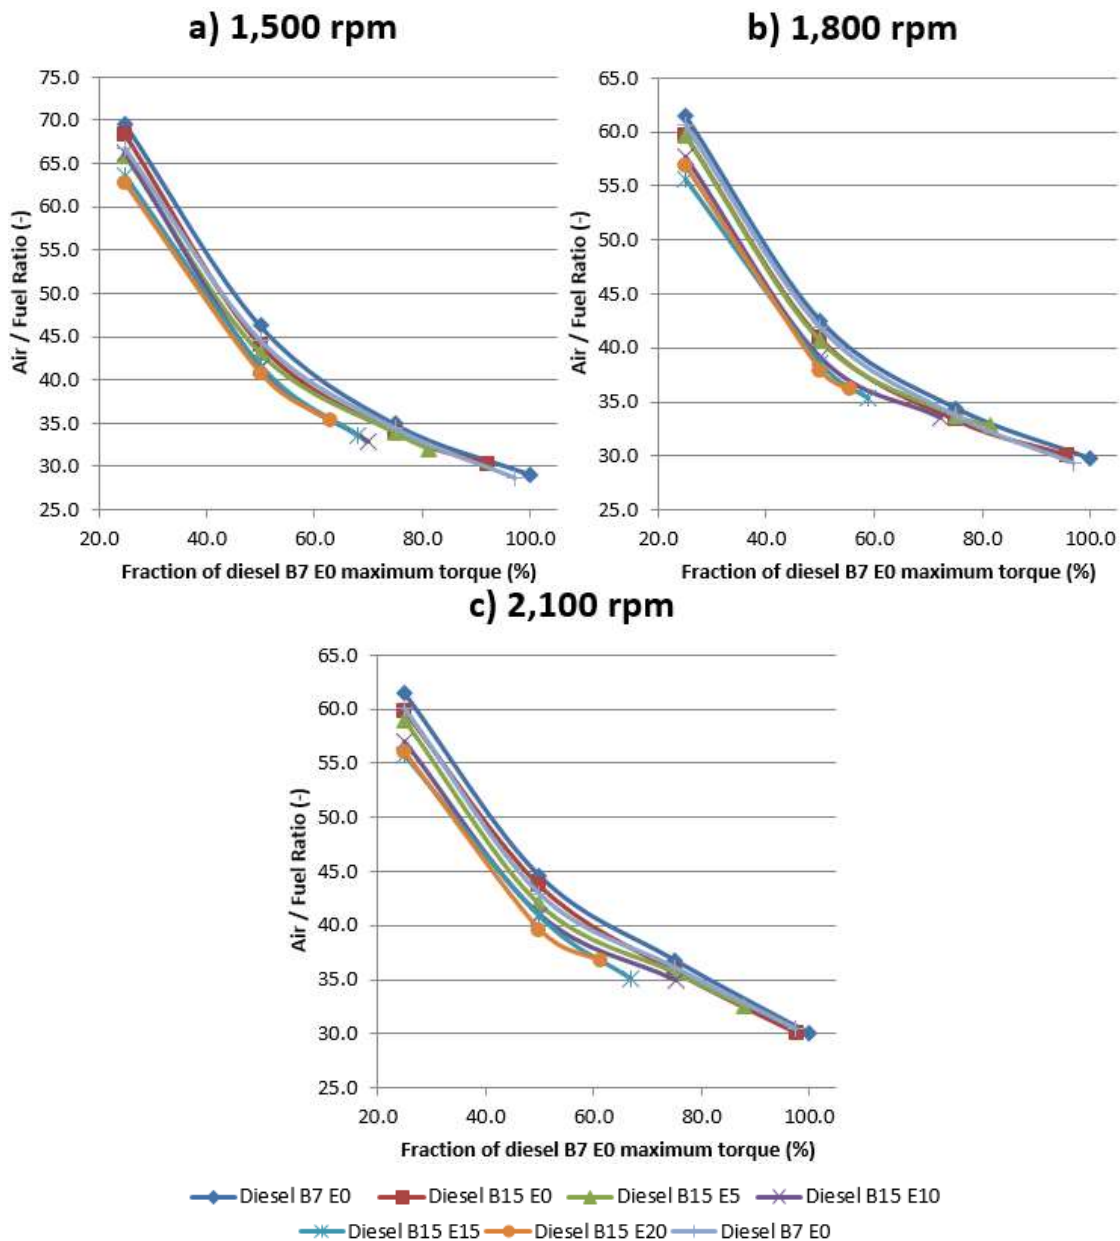 a) 1,500 rpm
75.0
70.0
65.0
60.0
55.0
50.0
45.0
40.0
35.0
30.0
25.0
20.0 40.0 60.0 80.0 100.0
Air / Fuel Ratio (-)
Fraction of diesel B7 E0 maximum torque (%)
b) 1,800 rpm
65.0
60.0
55.0
50.0
45.0
40.0
35.0
30.0
25.0
20.0 40.0 60.0 80.0 100.0
Air / Fuel Ratio (-)
Fraction of diesel B7 E0 maximum torque (%)
c) 2,100 rpm
65.0
60.0
55.0
50.0
45.0
40.0
35.0
30.0
25.0
20.0 40.0 60.0 80.0 100.0
Air / Fuel Ratio (-)
Fraction of diesel B7 E0 maximum torque (%)
Diesel B7 E0 Diesel B15 E0 Diesel B15 E5 Diesel B15 E10
Diesel B15 E15 Diesel B15 E20 Diesel B7 E0